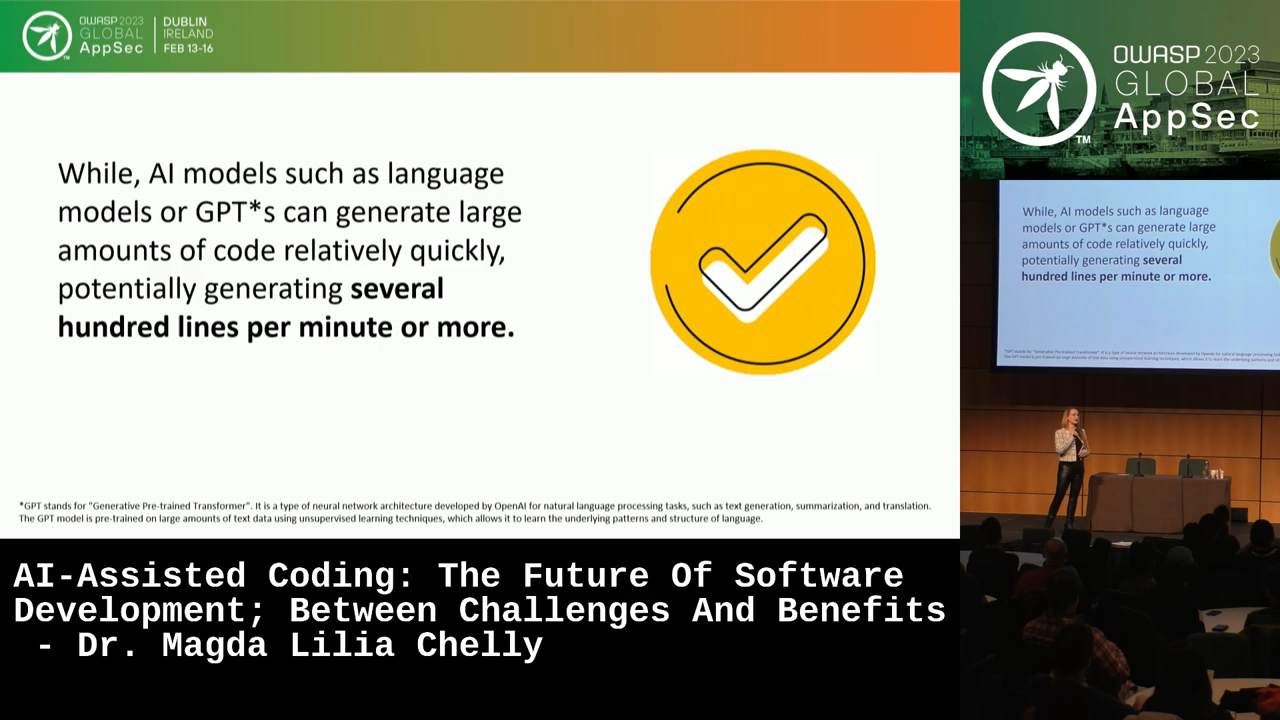 OWASP 2023
GLOBAL
AppSec
DUBLIN
IRELAND
FEB 13-16
TM
While, AI models such as language
models or GPT*s can generate large
amounts of code relatively quickly,
potentially generating several
hundred lines per minute or more.
*GPT stands for "Generative Pre-trained Transformer". It is a type of neural network architecture developed by OpenAI for natural language processing tasks, such as text generation, summarization, and translation.
The GPT model is pre-trained on large amounts of text data using unsupervised learning techniques, which allows it to learn the underlying patterns and structure of language.
OWASP 2023
GLOBAL
AppSec
TM
While, AI models such as language
models or GPT*s can generate large
amounts of code relatively quickly,
potentially generating several
hundred lines per minute or more.
AI-Assisted Coding: The Future Of Software
Development; Between Challenges And Benefits
- Dr. Magda Lilia Chelly